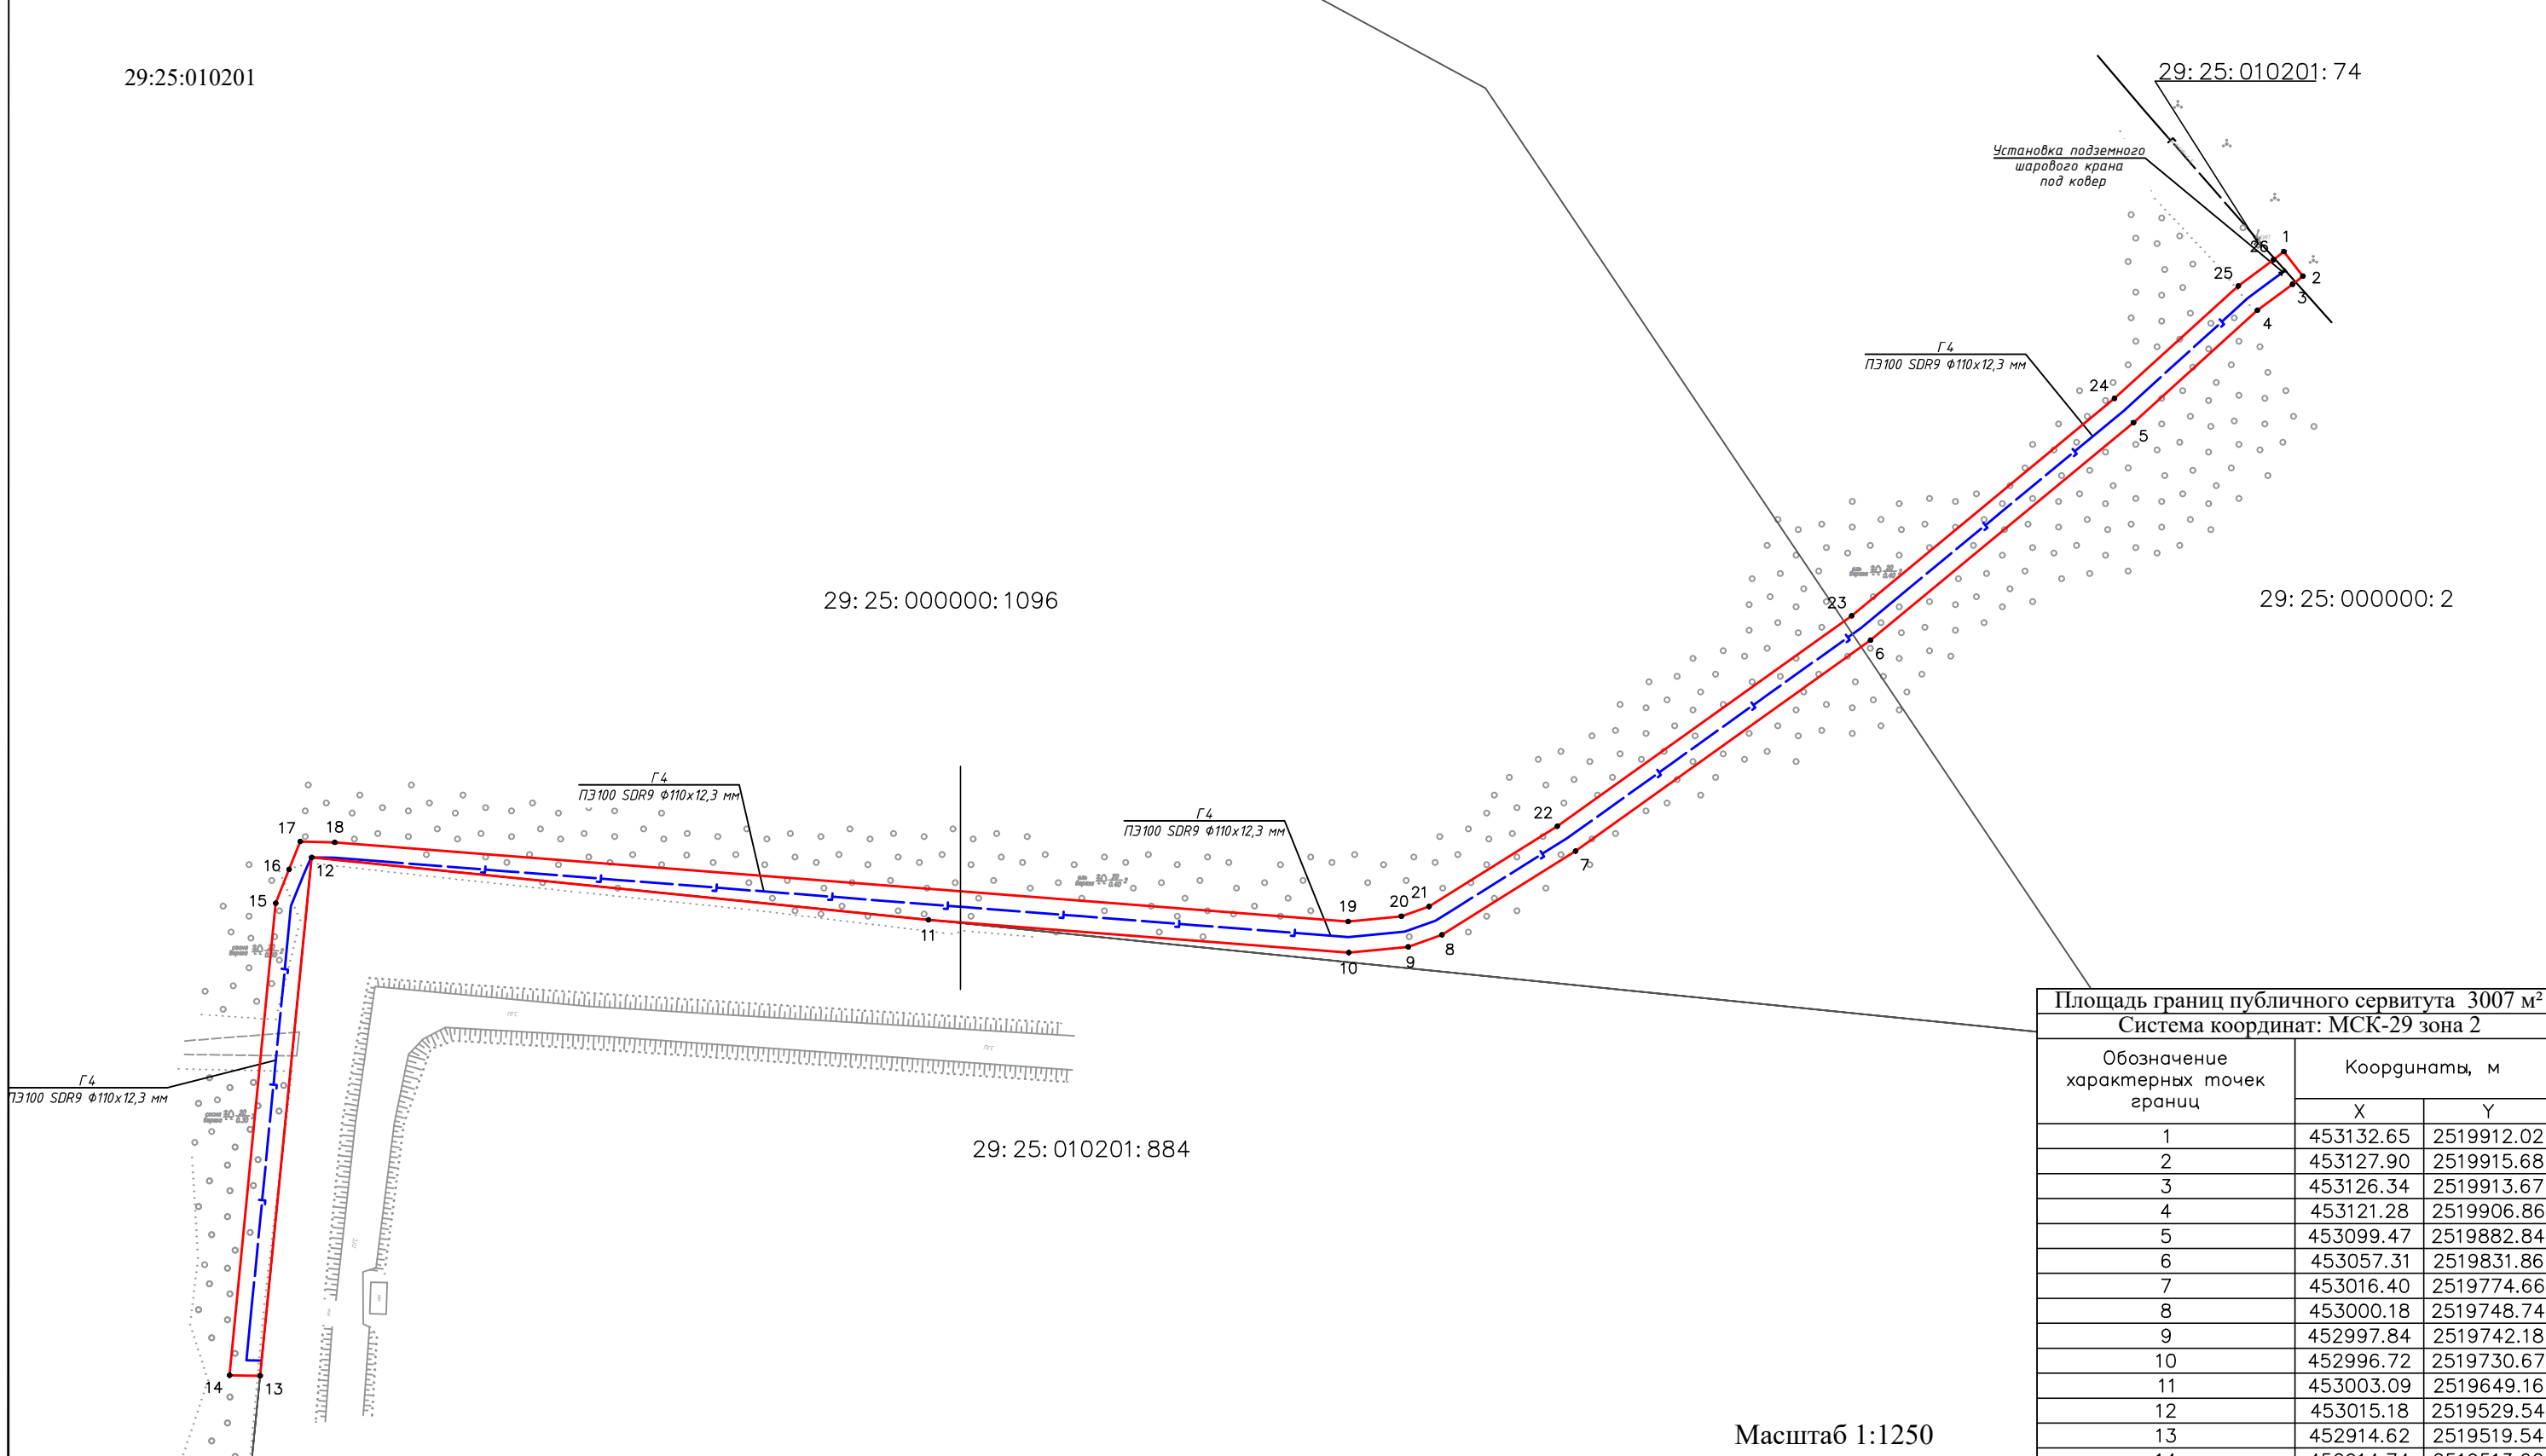 29:25:010201
29:25:010201:74
Установка подземного
шарового крана
под ковер
1
26
2
25
3
4
Г4
ПЭ100 SDR9 Ф110х12,3 мм
24
5
29:25:000000:1096
23
29:25:000000:2
6
Г4
ПЭ100 SDR9 Ф110х12,3 мм
Г4
ПЭ100 SDR9 Ф110х12,3 мм
22
17
18
7
16
12
21
15
19
20
11
8
9
10
Г4
ПЭ100 SDR9 Ф110х12,3 мм
29:25:010201:884
14
13
Масштаб 1:1250
Площадь границ публичного сервитута 3007 м²
Система координат: МСК-29 зона 2
Обозначение
характерных точек
границ
Координаты, м
X Y
1 453132.65 2519912.02
2 453127.90 2519915.68
3 453126.34 2519913.67
4 453121.28 2519906.86
5 453099.47 2519882.84
6 453057.31 2519831.86
7 453016.40 2519774.66
8 453000.18 2519748.74
9 452997.84 2519742.18
10 452996.72 2519730.67
11 453003.09 2519649.16
12 453015.18 2519529.54
13 452914.62 2519519.54